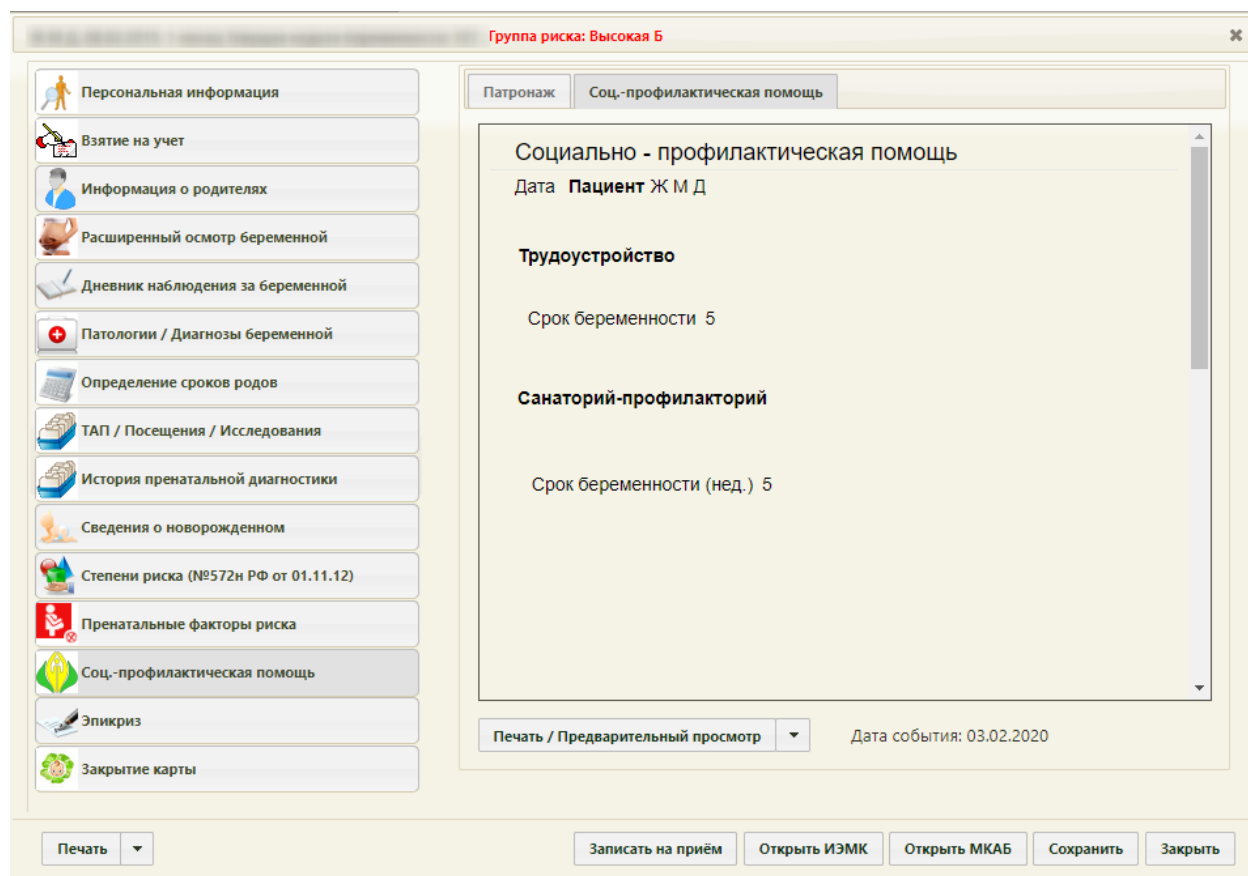 Группа риска: Высокая Б
Персональная информация
Взятие на учет
Информация о родителях
Расширенный осмотр беременной
Дневник наблюдения за беременной
Патологии / Диагнозы беременной
Определение сроков родов
ТАП / Посещения / Исследования
История пренатальной диагностики
Сведения о новорожденном
Степени риска (№572н РФ от 01.11.12)
Пренатальные факторы риска
Соц.-профилактическая помощь
Эпикриз
Закрытие карты
Патронаж
Соц.-профилактическая помощь
Социально - профилактическая помощь
Дата Пациент Ж М Д
Трудоустройство
Срок беременности 5
Санаторий-профилакторий
Срок беременности (нед.) 5
Печать / Предварительный просмотр
Дата события: 03.02.2020
Печать
Записать на приём
Открыть ИЭМК
Открыть МКАБ
Сохранить
Закрыть